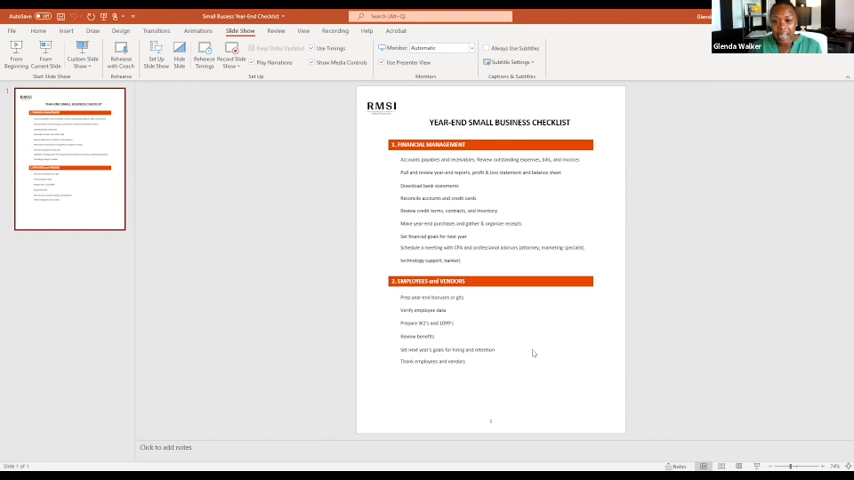 AutoSave Off
Small Busiess Year-End Checklist
Search (Alt+Q)
Glenda
File Home Insert Draw Design Transitions Animations Slide Show Review View Recording Help Acrobat
From Beginning
From Current Slide
Custom Slide Show
Rehearse with Coach
Set Up Slide Show
Hide Slide
Rehearse Timings
Record Slide Show
Keep Slides Updated
Use Timings
Play Narrations
Show Media Controls
Monitor: Automatic
Use Presenter View
Always Use Subtitles
Subtitle Settings
Start Slide Show
Rehearse
Set Up
Monitors
Captions & Subtitles
Glenda Walker
1
RMSI
YEAR-END SMALL BUSINESS CHECKLIST
1. FINANCIAL MANAGEMENT
Accounts payables and receivables; Review outstanding expenses, bills, and invoices
Pull and review year-end reports, profit & loss statement and balance sheet
Download bank statements
Reconcile accounts and credit cards
Review credit terms, contracts, and inventory
Make year-end purchases and gather & organize receipts
Set financial goals for next year
Schedule a meeting with CPA and professional advisors (attorney, marketing specialist,
technology support, banker)
2. EMPLOYEES and VENDORS
Prep year-end bonuses or gits
Verify employee data
Prepare W2's and 1099's
Review benefits
Set next year's goals for hiring and retention
Thank employees and vendors
1
Click to add notes
Slide 1 of 1
Notes
74%